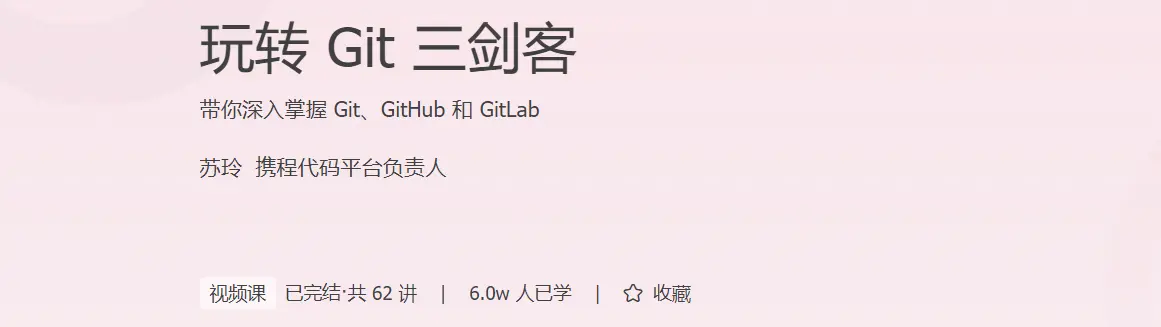 玩转 Git 三剑客
带你深入掌握 Git、GitHub 和 GitLab
苏玲 携程代码平台负责人
视频课 已完结·共 62 讲 | 6.0w 人已学 | 收藏